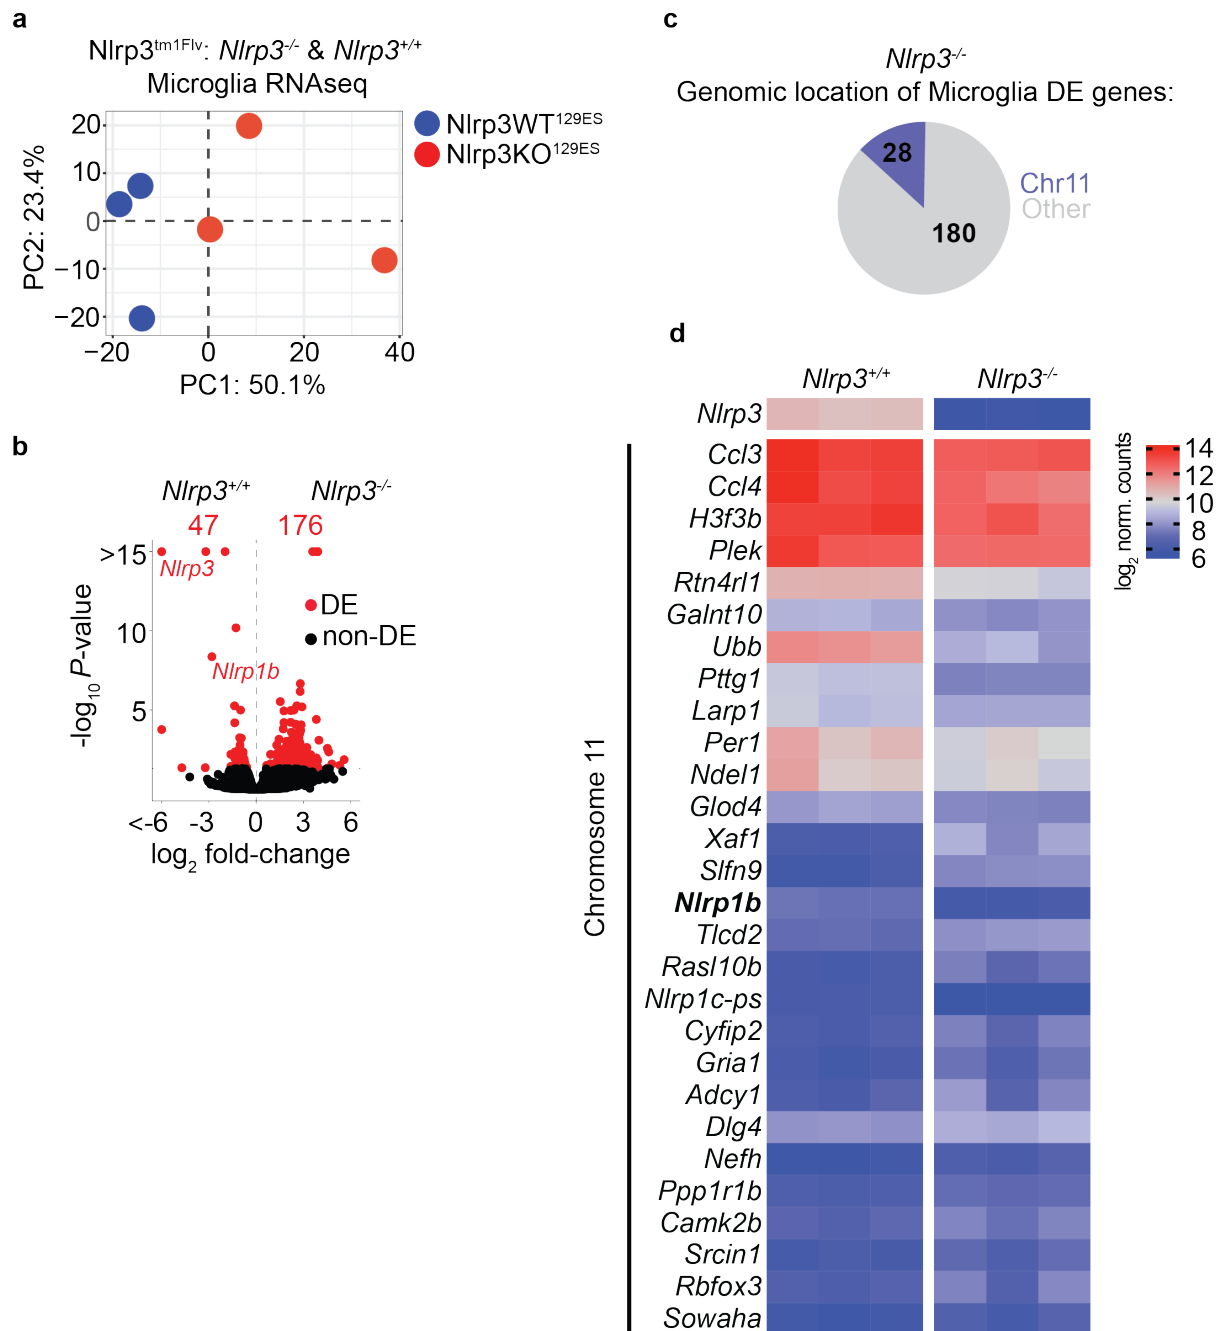 a
Nlrp3tm1Flv: Nlrp3-/- & Nlrp3+/+
Microglia RNAseq
Nlrp3WT129ES
Nlrp3KO129ES
PC2: 23.4%
20
10
0
−10
−20
−20 0 20 40
PC1: 50.1%
b
Nlrp3+/+ Nlrp3-/-
47 176
>15
10
5
-log10 P-value
Nlrp3
Nlrp1b
DE
non-DE
<-6 -3 0 3 6
log2 fold-change
c
Nlrp3-/-
Genomic location of Microglia DE genes:
28
180
Chr11
Other
d
Nlrp3+/+ Nlrp3-/-
Nlrp3
Chromosome 11
Ccl3
Ccl4
H3f3b
Plek
Rtn4rl1
Galnt10
Ubb
Pttg1
Larp1
Per1
Ndel1
Glod4
Xaf1
Slfn9
Nlrp1b
Tlcd2
Rasl10b
Nlrp1c-ps
Cyfip2
Gria1
Adcy1
Dlg4
Nefh
Ppp1r1b
Camk2b
Srcin1
Rbfox3
Sowaha
log2 norm. counts
14
12
10
8
6